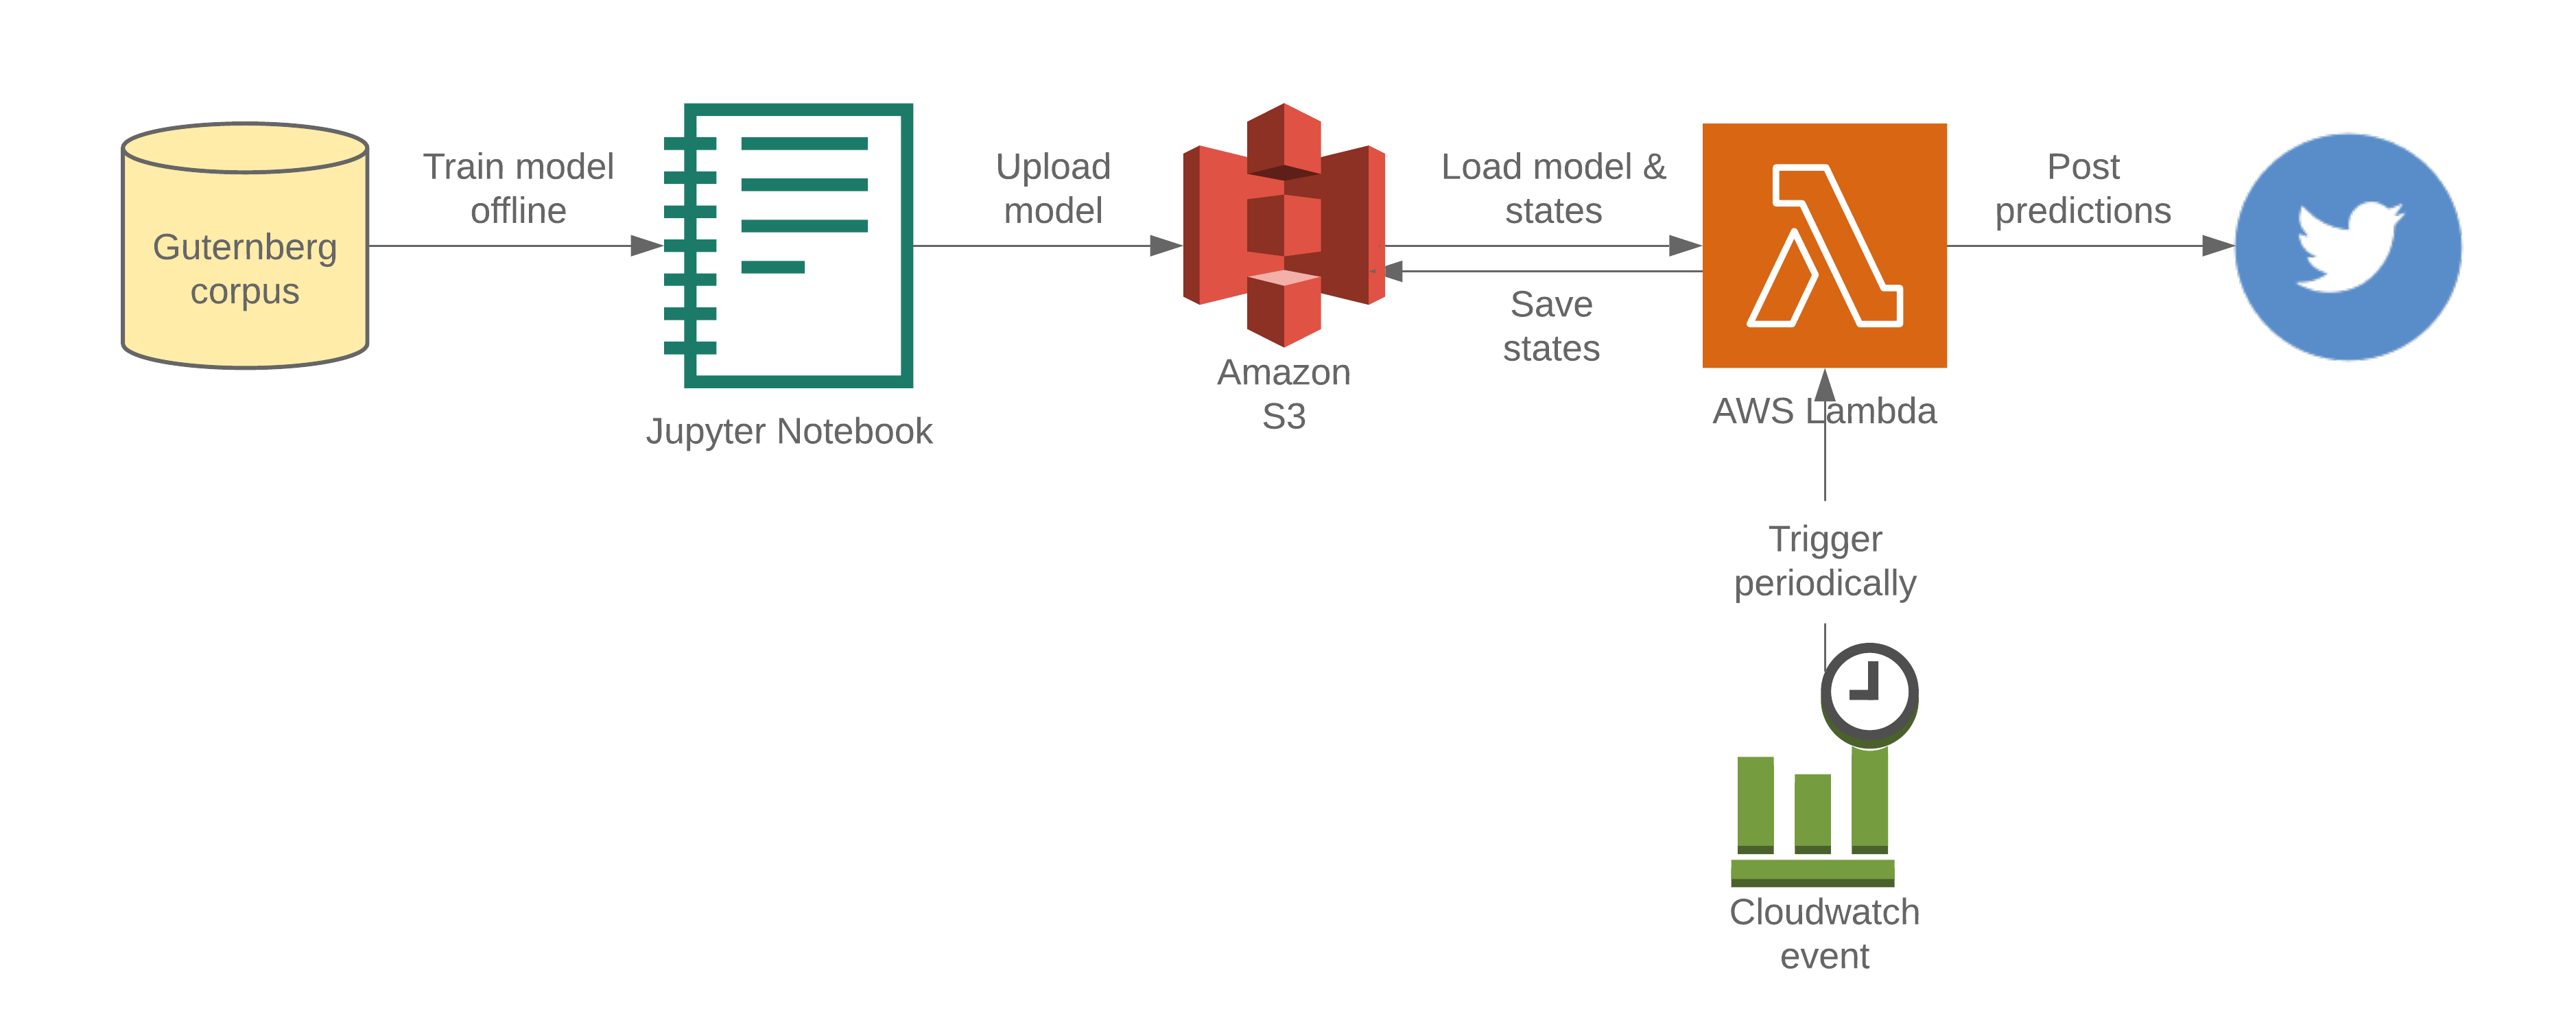 Guternberg
corpus
Train model
offline
Jupyter Notebook
Upload
model
Amazon
S3
Load model &
states
Save
states
AWS Lambda
Post
predictions
Trigger
periodically
Cloudwatch
event